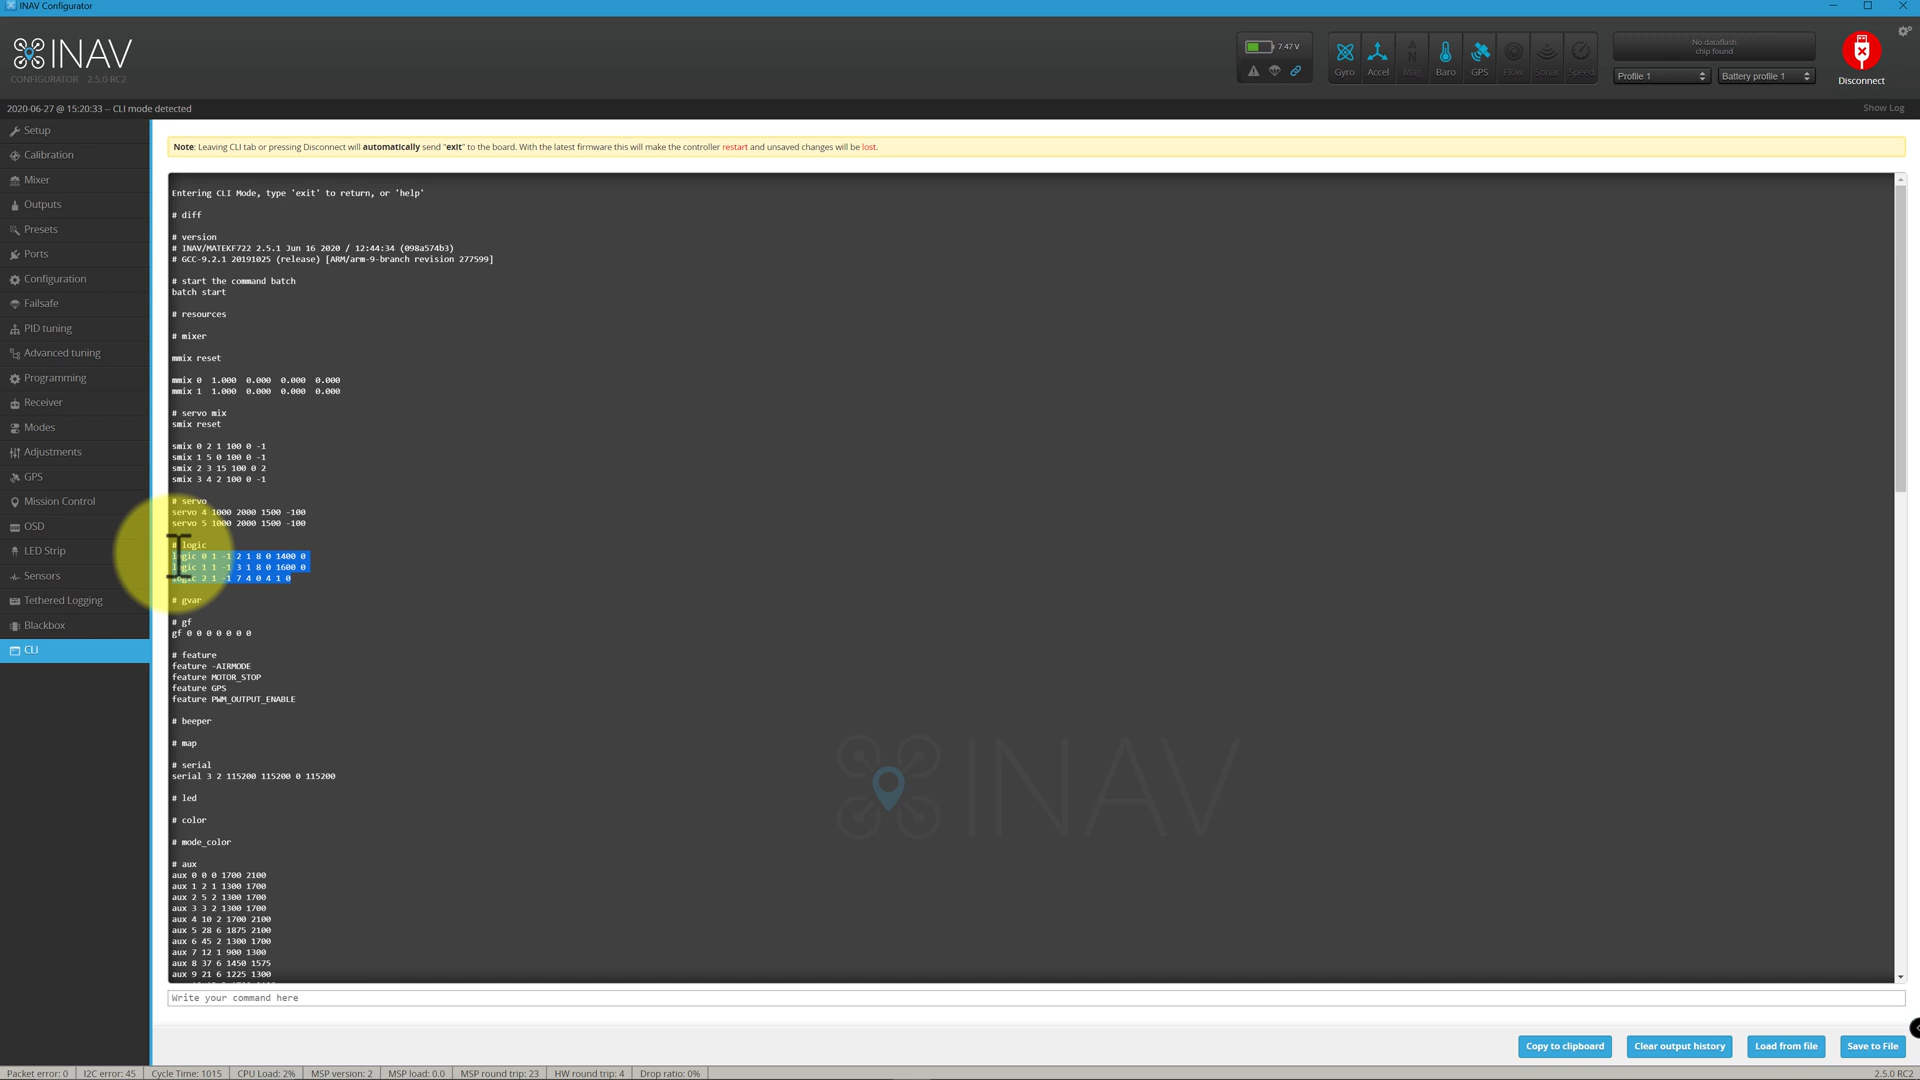 INAV Configurator
INAV
CONFIGURATOR 2.5.0 RC2
7.47 V
Gyro
Accel
Mag
Baro
GPS
Flow
Sonar
Speed
No dataflash
chip found
Profile 1
Battery profile 1
Disconnect
2020-06-27 @ 15:20:33 -- CLI mode detected
Show Log
Setup
Calibration
Mixer
Outputs
Presets
Ports
Configuration
Failsafe
PID tuning
Advanced tuning
Programming
Receiver
Modes
Adjustments
GPS
Mission Control
OSD
LED Strip
Sensors
Tethered Logging
Blackbox
CLI
Note: Leaving CLI tab or pressing Disconnect will automatically send "exit" to the board. With the latest firmware this will make the controller restart and unsaved changes will be lost.
Entering CLI Mode, type 'exit' to return, or 'help'
# diff
# version
# INAV/MATEKF722 2.5.1 Jun 16 2020 / 12:44:34 (098a574b3)
# GCC-9.2.1 20191025 (release) [ARM/arm-9-branch revision 277599]
# start the command batch
batch start
# resources
# mixer
mmix reset
mmix 0 1.000 0.000 0.000 0.000
mmix 1 1.000 0.000 0.000 0.000
# servo mix
smix reset
smix 0 2 1 100 0 -1
smix 1 5 0 100 0 -1
smix 2 3 15 100 0 2
smix 3 4 2 100 0 -1
# servo
servo 4 1000 2000 1500 -100
servo 5 1000 2000 1500 -100
# logic
logic 0 1 -1 2 1 8 0 1400 0
logic 1 1 -1 3 1 8 0 1600 0
logic 2 1 -1 7 4 0 4 1 0
# gvar
# gf
gf 0 0 0 0 0 0 0
# feature
feature -AIRMODE
feature MOTOR_STOP
feature GPS
feature PWM_OUTPUT_ENABLE
# beeper
# map
# serial
serial 3 2 115200 115200 0 115200
# led
# color
# mode_color
# aux
aux 0 0 0 1700 2100
aux 1 2 1 1300 1700
aux 2 5 2 1300 1700
aux 3 3 2 1300 1700
aux 4 10 2 1700 2100
aux 5 28 6 1875 2100
aux 6 45 2 1300 1700
aux 7 12 1 900 1300
aux 8 37 6 1450 1575
aux 9 21 6 1225 1300
INAV
Write your command here
Copy to clipboard
Clear output history
Load from file
Save to File
Packet error: 0
I2C error: 45
Cycle Time: 1015
CPU Load: 2%
MSP version: 2
MSP load: 0.0
MSP round trip: 23
HW round trip: 4
Drop ratio: 0%
2.5.0 RC2